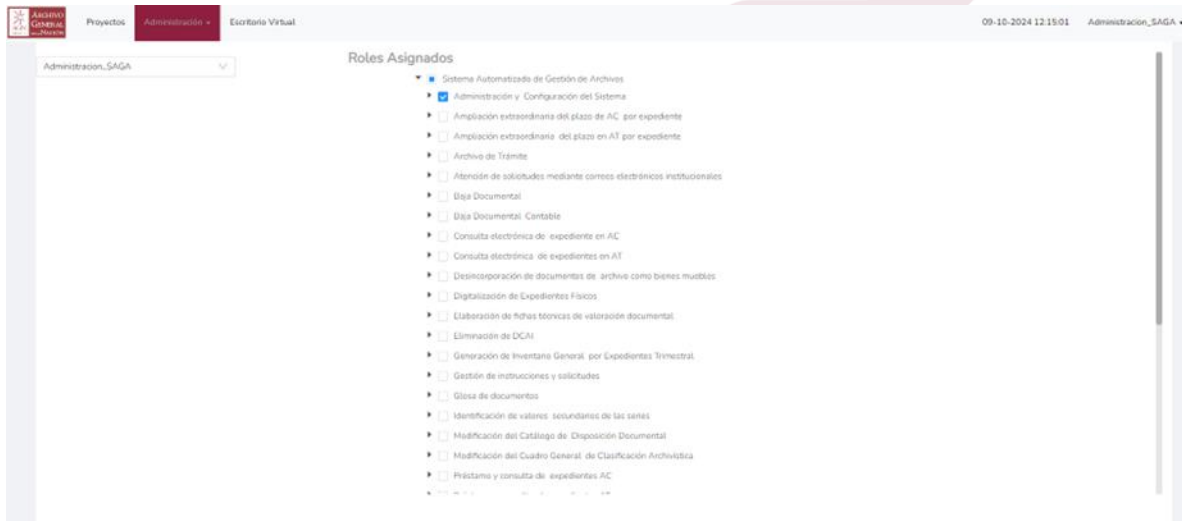 ARCHIVO
GENERAL
NACIÓN
AGN
Proyectos
Administración
Escritorio Virtual
09-10-2024 12:15:01
Administracion_SAGA
Administracion_SAGA
Roles Asignados
Sistema Automatizado de Gestión de Archivos
Administración y Configuración del Sistema
Ampliación extraordinaria del plazo de AC por expediente
Ampliación extraordinaria del plazo en AT por expediente
Archivo de Trámite
Atención de solicitudes mediante correos electrónicos institucionales
Baja Documental
Baja Documental Contable
Consulta electrónica de expediente en AC
Consulta electrónica de expedientes en AT
Desincorporación de documentos de archivo como bienes muebles
Digitalización de Expedientes Físicos
Elaboración de fichas técnicas de valoración documental
Eliminación de DCAI
Generación de Inventario General por Expedientes Trimestral
Gestión de instrucciones y solicitudes
Glosa de documentos
Identificación de valores secundarios de las series
Modificación del Catálogo de Disposición Documental
Modificación del Cuadro General de Clasificación Archivística
Préstamo y consulta de expedientes AC